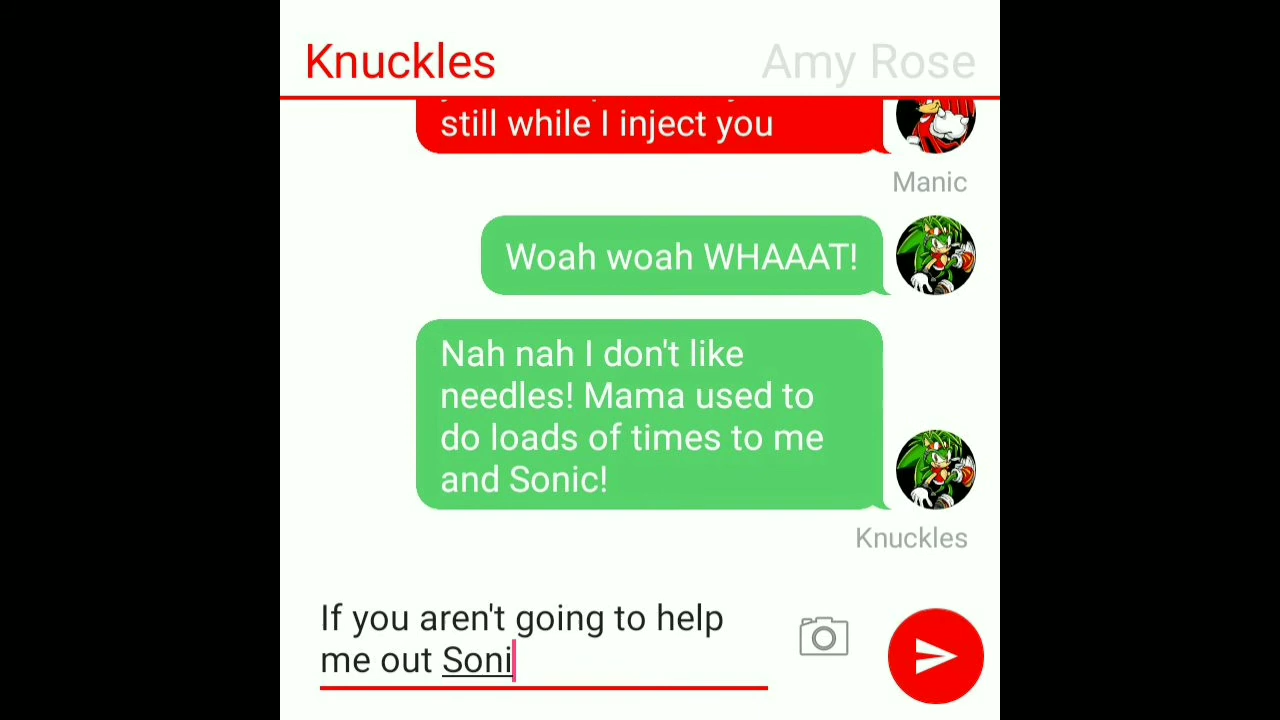 Knuckles
Amy Rose
still while I inject you
Manic
Woah woah WHAAAT!
Nah nah I don't like
needles! Mama used to
do loads of times to me
and Sonic!
Knuckles
If you aren't going to help
me out Soni